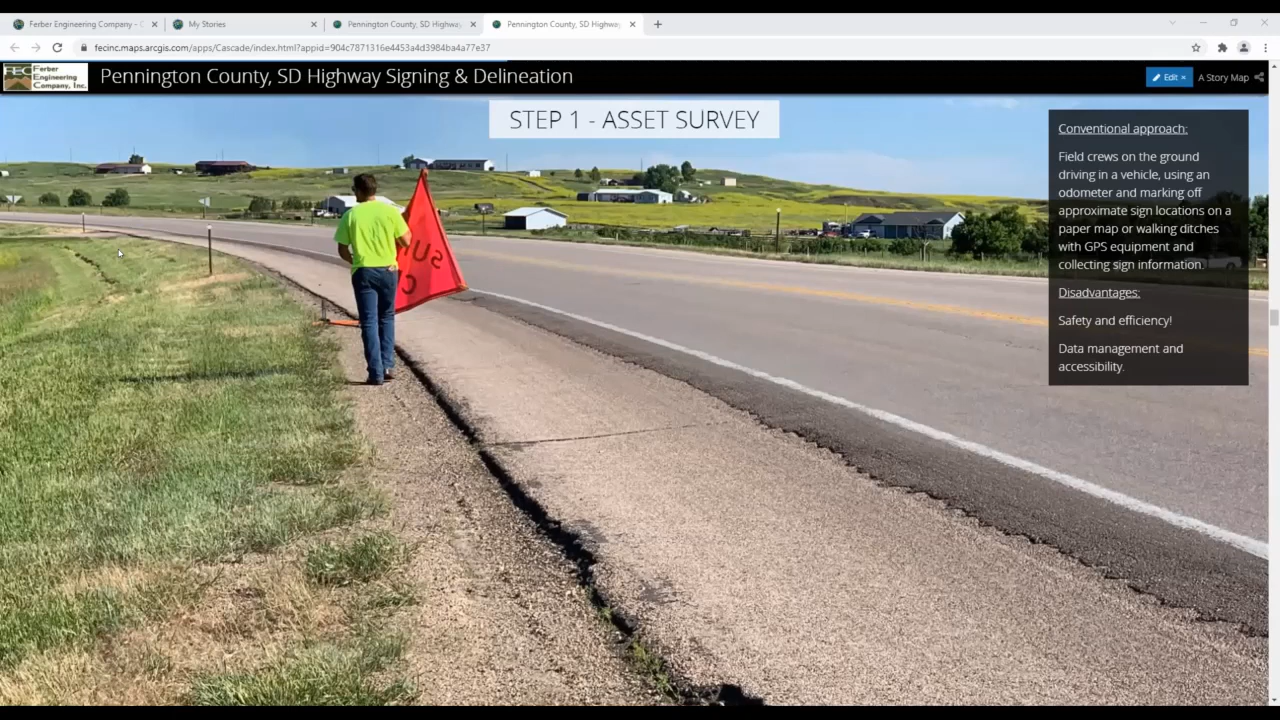 Ferber Engineering Company - C
My Stories
Pennington County, SD Highway
Pennington County, SD Highway Sig
fecinc.maps.arcgis.com/apps/Cascade/index.html?appid=904c7871316e4453a4d3984ba4a77e37
FEC Ferber
Engineering
Company, Inc.
Pennington County, SD Highway Signing & Delineation
Edit ×
A Story Map
STEP 1 - ASSET SURVEY
Conventional approach:
Field crews on the ground
driving in a vehicle, using an
odometer and marking off
approximate sign locations on a
paper map or walking ditches
with GPS equipment and
collecting sign information.
Disadvantages:
Safety and efficiency!
Data management and
accessibility.